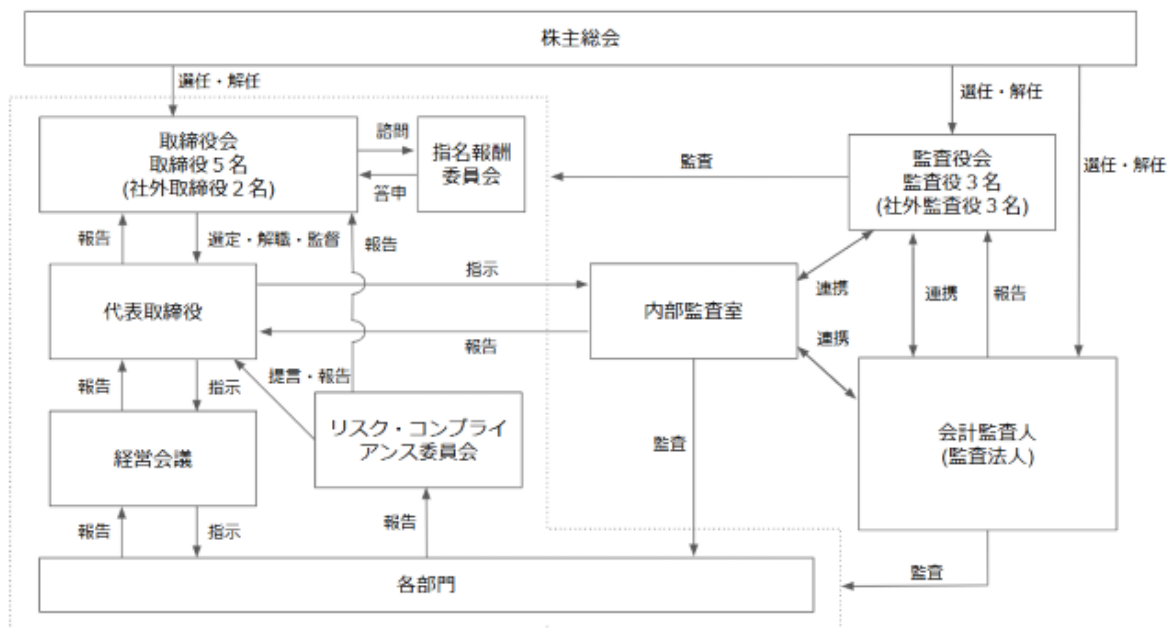 株主総会
選任・解任
選任・解任
選任・解任
取締役会
取締役５名
(社外取締役２名)
諮問
答申
指名報酬
委員会
監査
監査役会
監査役３名
(社外監査役３名)
報告
選定・解職・監督
報告
指示
代表取締役
内部監査室
連携
連携
報告
報告
連携
提言・報告
報告
指示
経営会議
リスク・コンプライ
アンス委員会
監査
会計監査人
(監査法人)
報告
指示
報告
監査
各部門